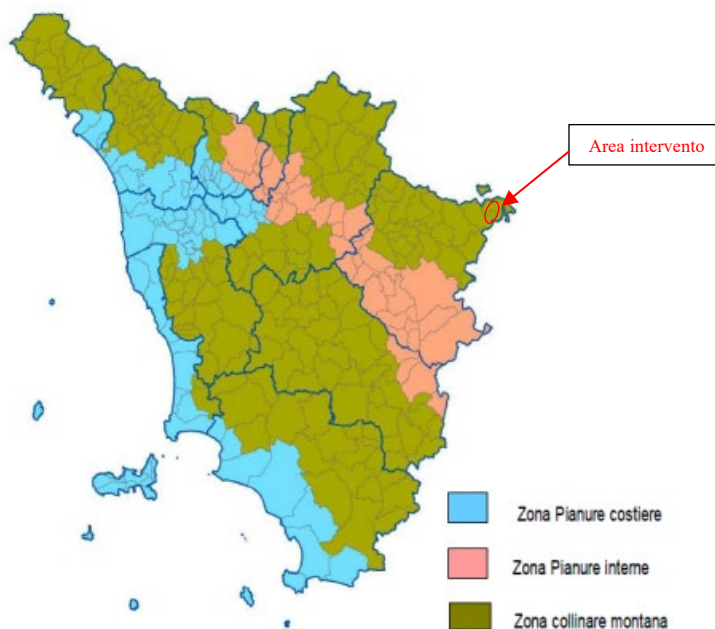 Area intervento
Zona Pianure costiere
Zona Pianure interne
Zona collinare montana